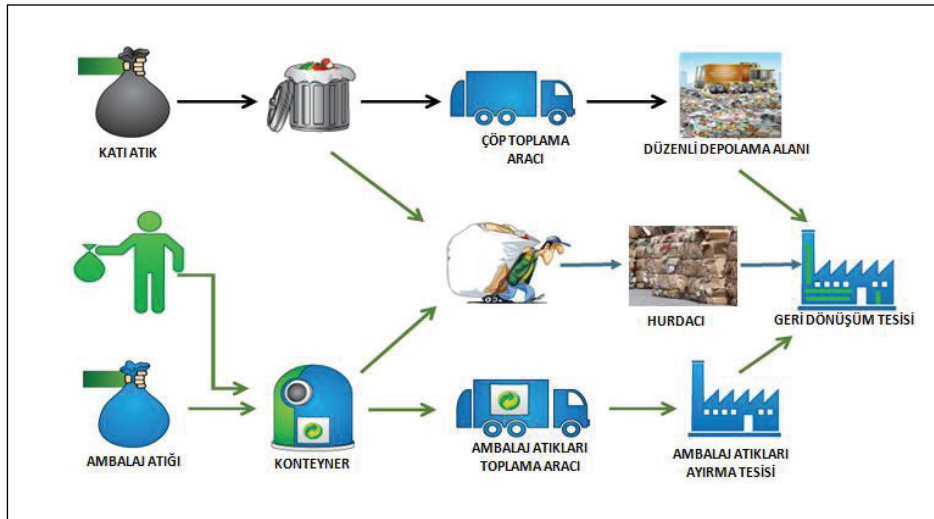 KATI ATIK
ÇÖP TOPLAMA
ARACI
DÜZENLİ DEPOLAMA ALANI
HURDACI
GERİ DÖNÜŞÜM TESİSİ
AMBALAJ ATIĞI
KONTEYNER
AMBALAJ ATIKLARI
TOPLAMA ARACI
AMBALAJ ATIKLARI
AYIRMA TESİSİ